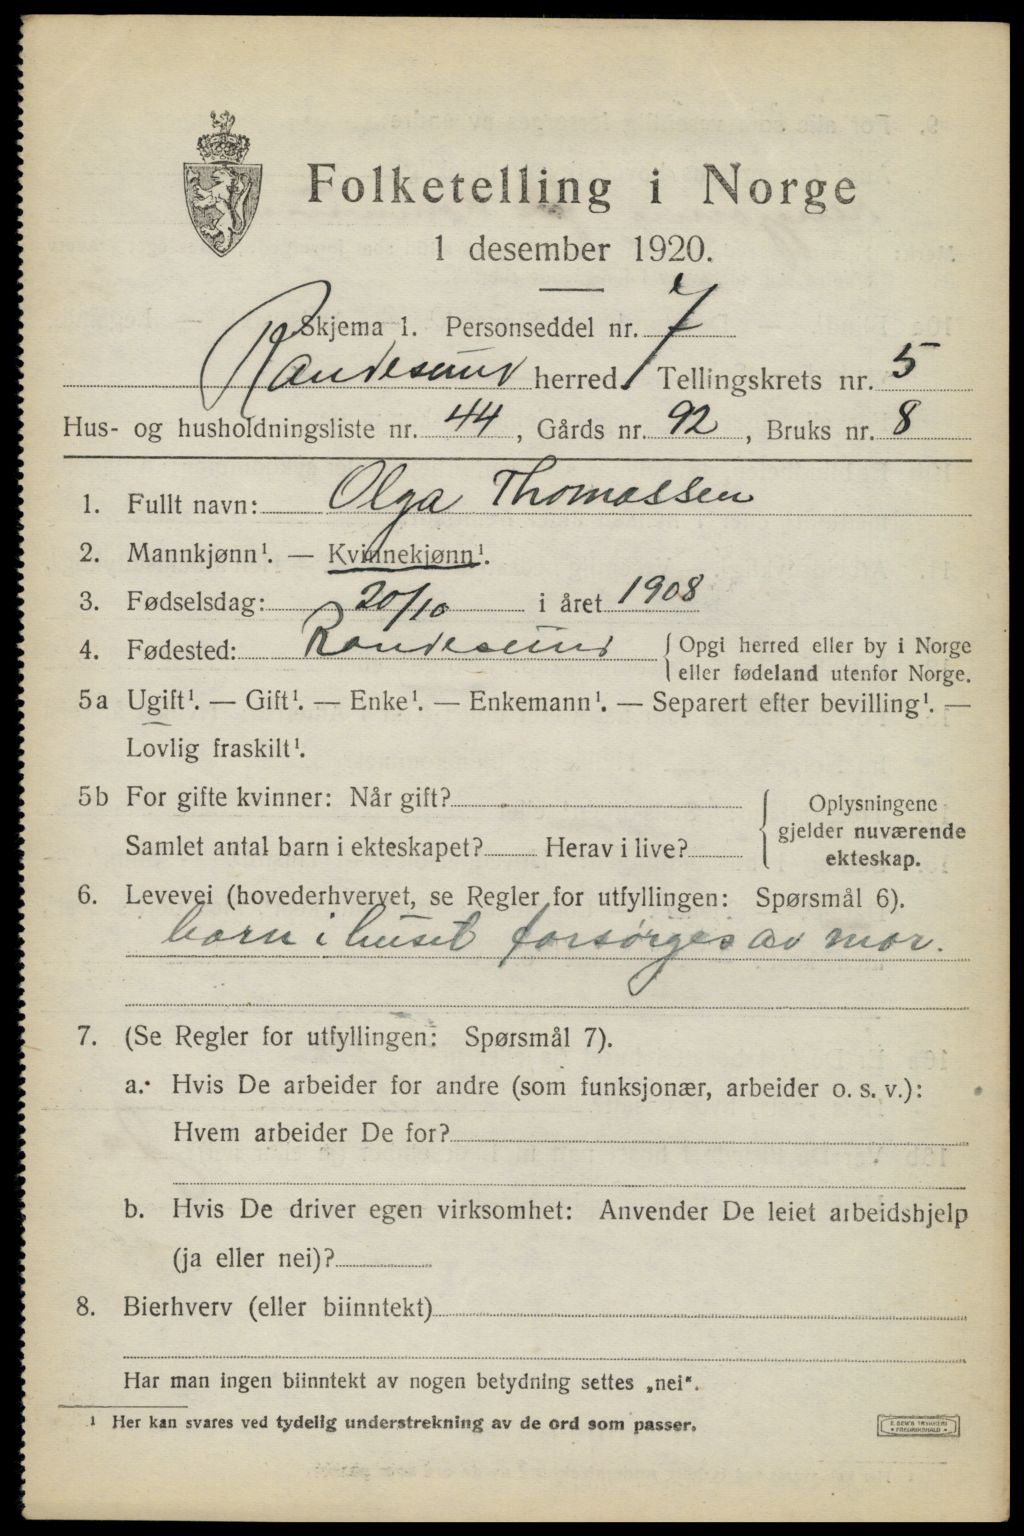 Folketelling i Norge
1 desember 1920.
Skjema 1. Personseddel nr. 7
Randesund herred. Tellingskrets nr. 5
Hus- og husholdningsliste nr. 44, Gårds nr. 92, Bruks nr. 8
1. Fullt navn: Olga Thomassen
2. Mannkjønn¹. — Kvinnekjønn¹.
3. Fødselsdag: 20/10 i året 1908
4. Fødested: Randesund { Opgi herred eller by i Norge
eller fødeland utenfor Norge.
5a Ugift¹. — Gift¹. — Enke¹. — Enkemann¹. — Separert efter bevilling¹. —
Lovlig fraskilt¹.
5b For gifte kvinner: Når gift?
Samlet antal barn i ekteskapet? Herav i live?
{ Oplysningene
gjelder nuværende
ekteskap.
6. Levevei (hovederhvervet, se Regler for utfyllingen: Spørsmål 6).
barn i huset forsørges av mor.
7. (Se Regler for utfyllingen: Spørsmål 7).
a. Hvis De arbeider for andre (som funksjonær, arbeider o. s. v.):
Hvem arbeider De for?
b. Hvis De driver egen virksomhet: Anvender De leiet arbeidshjelp
(ja eller nei)?
8. Bierhverv (eller biinntekt)
Har man ingen biinntekt av nogen betydning settes „nei“.
¹ Her kan svares ved tydelig understrekning av de ord som passer.
E. SEM'S TRYKKERI
FREDRIKSHALD